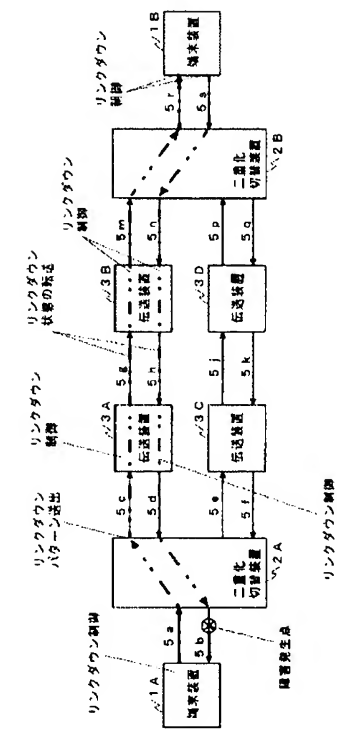 リンクダウン制御
1A
端末装置
5a
5b
障害発生点
リンクダウン
パターン送出
二重化
切替装置
2A
リンクダウン
制御
5c
5d
5e
5f
3A
伝送装置
3C
伝送装置
リンクダウン制御
リンクダウン
状態の転送
5g
5h
5j
5k
3B
伝送装置
3D
伝送装置
リンクダウン
制御
5m
5n
5p
5q
二重化
切替装置
2B
リンクダウン
制御
5r
5s
1B
端末装置